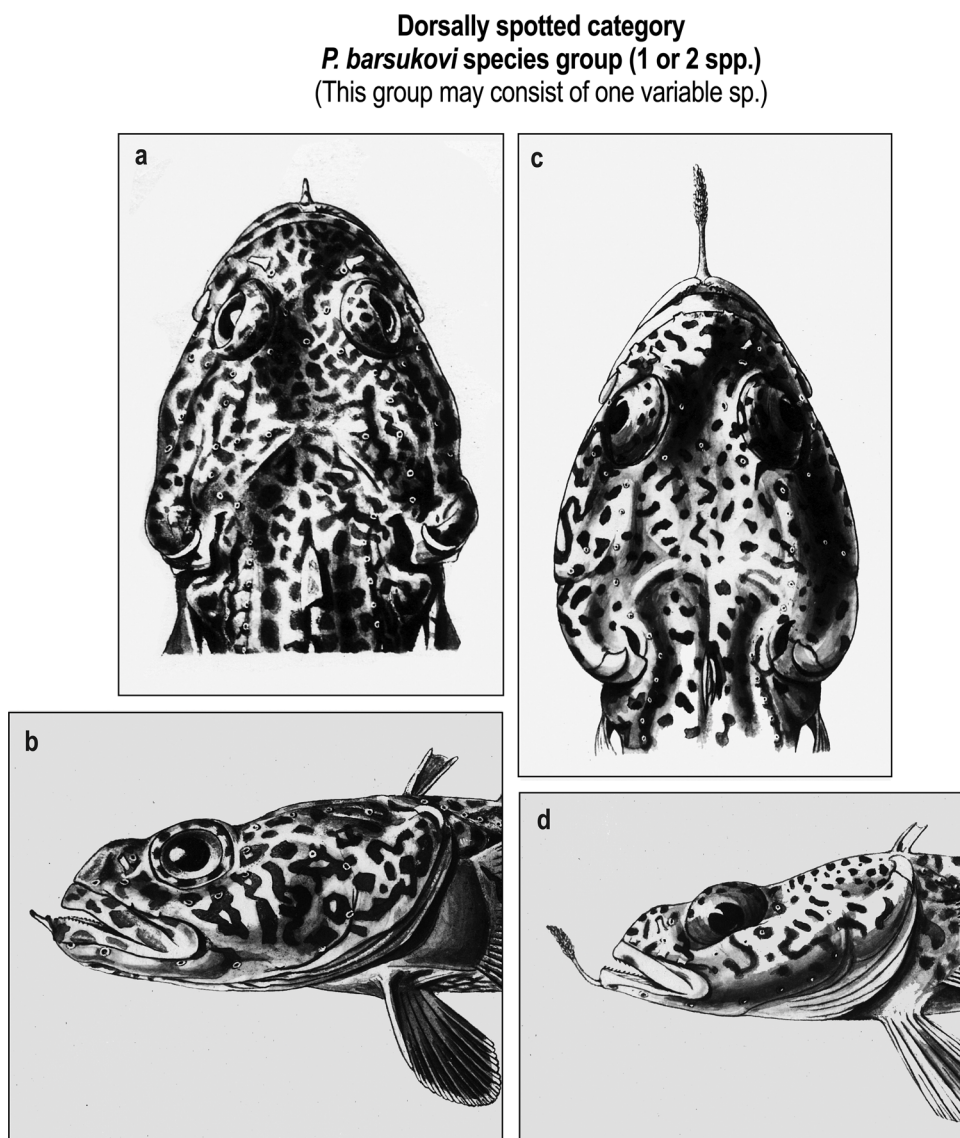 Dorsally spotted category
P. barsukovi species group (1 or 2 spp.)
(This group may consist of one variable sp.)
a
c
b
d